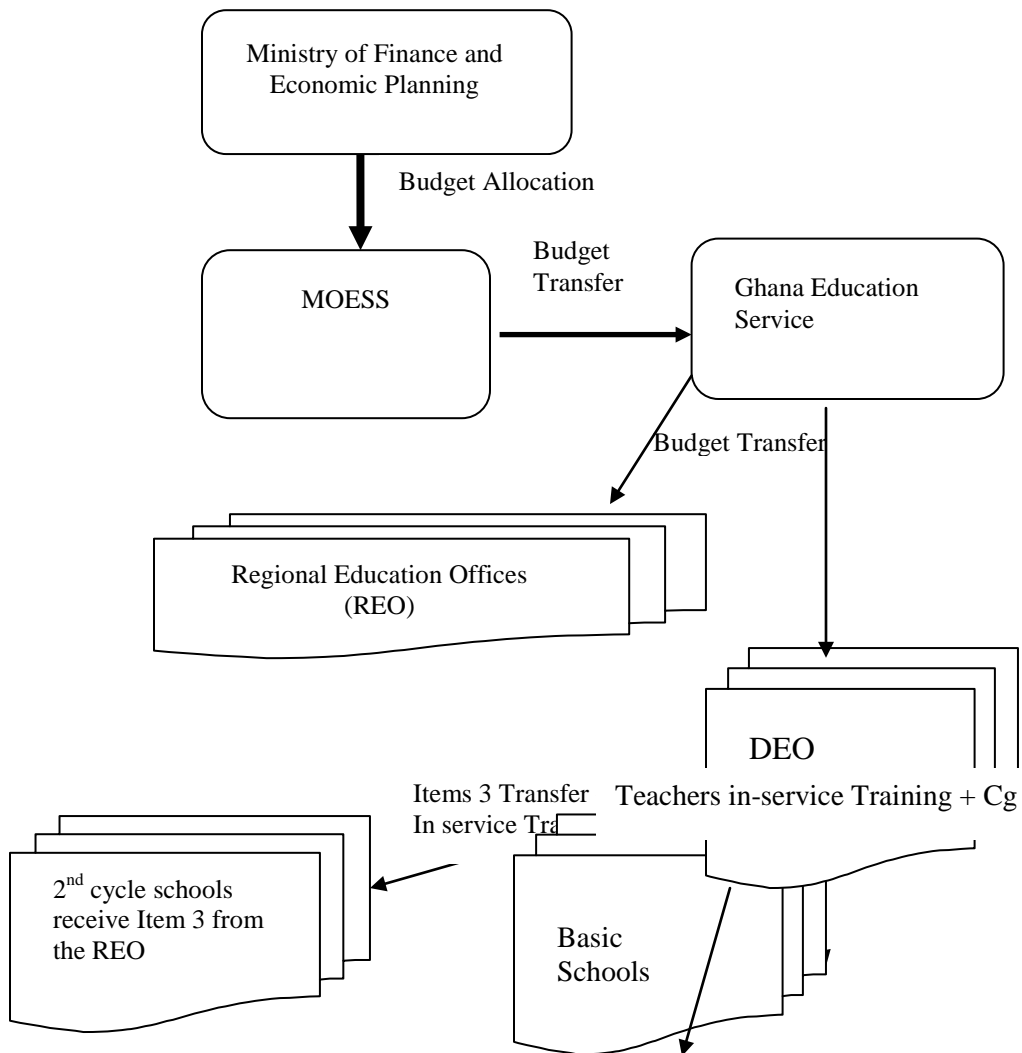 Ministry of Finance and
Economic Planning
Budget Allocation
Budget
Transfer
MOESS
Ghana Education
Service
Budget Transfer
Regional Education Offices
(REO)
DEO
Items 3 Transfer
In service
Teachers in-service Training + Cg
2nd cycle schools
receive Item 3 from
the REO
Basic
Schools